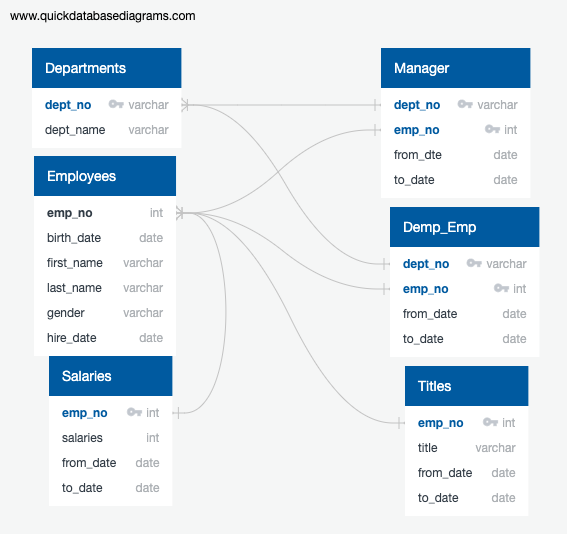 www.quickdatabasediagrams.com
Departments
dept_no varchar
dept_name varchar
Employees
emp_no int
birth_date date
first_name varchar
last_name varchar
gender varchar
hire_date date
Salaries
emp_no int
salaries int
from_date date
to_date date
Manager
dept_no varchar
emp_no int
from_dte date
to_date date
Demp_Emp
dept_no varchar
emp_no int
from_date date
to_date date
Titles
emp_no int
title varchar
from_date date
to_date date